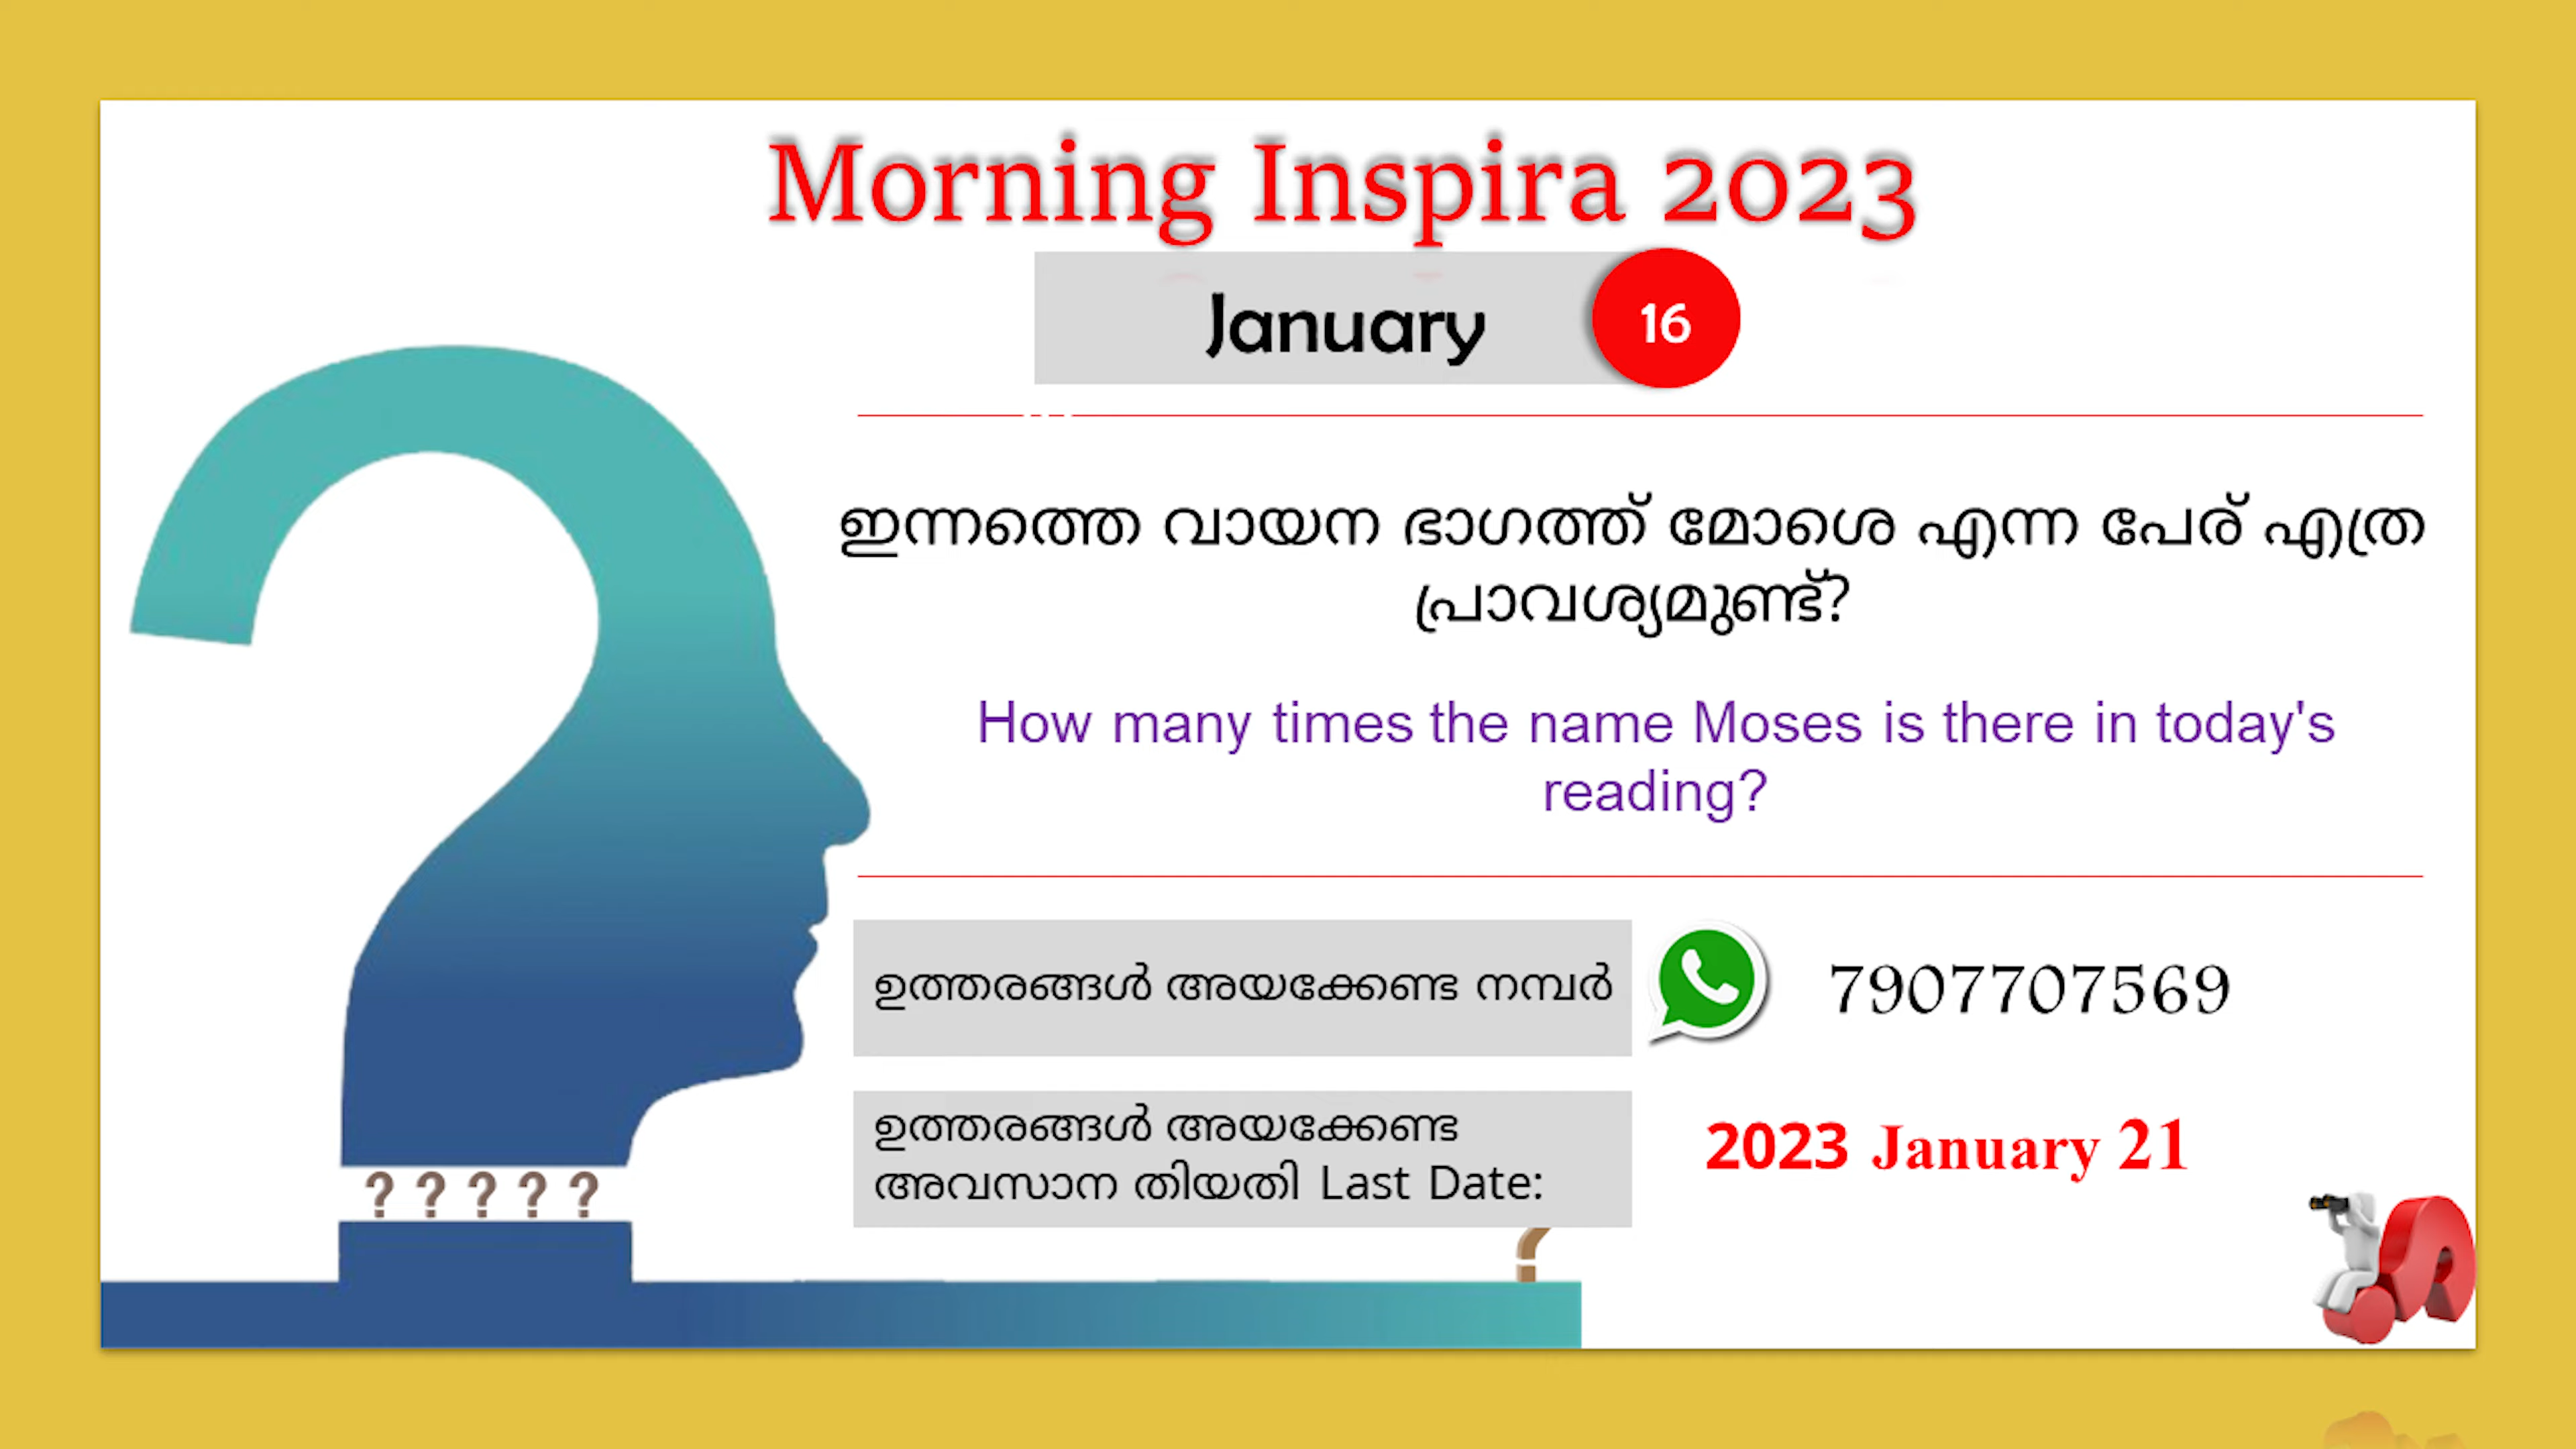 Morning Inspira 2023
January 16
ഇന്നത്തെ വായന ഭാഗത്ത് മോശെ എന്ന പേര് എത്ര
പ്രാവശ്യമുണ്ട്?
How many times the name Moses is there in today's
reading?
ഉത്തരങ്ങൾ അയക്കേണ്ട നമ്പർ 7907707569
ഉത്തരങ്ങൾ അയക്കേണ്ട
അവസാന തിയതി Last Date: 2023 January 21
? ? ? ? ?